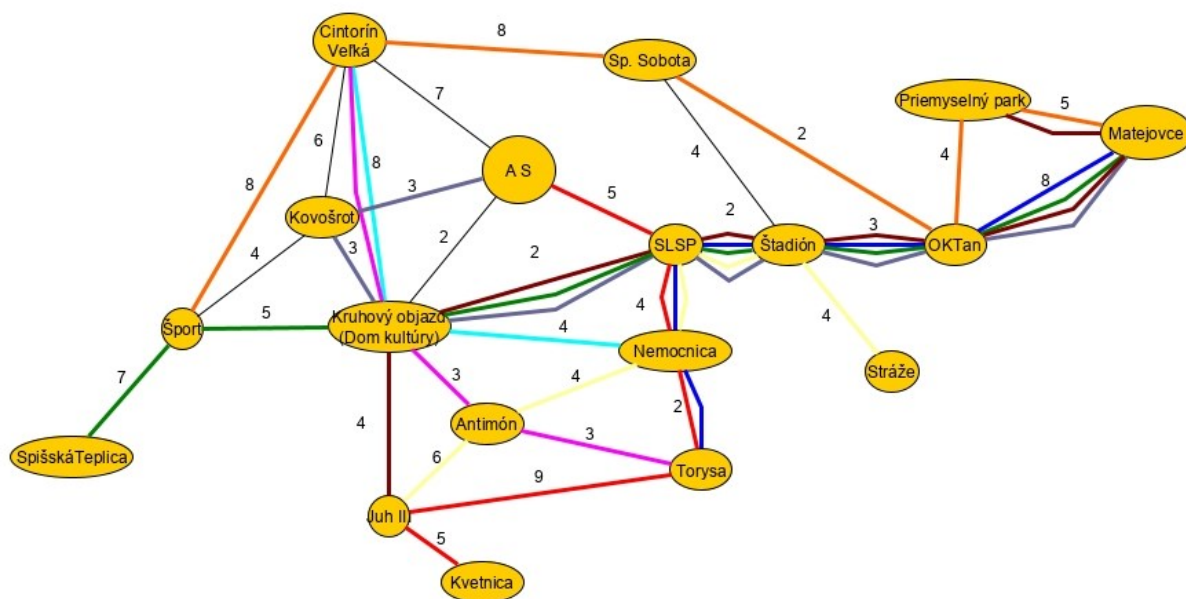 Cintorín
Veľká
8
Sp. Sobota
7
Priemyselný park
5
Matejovce
6
8
2
4
4
A S
8
3
5
8
Kovošrot
2
3
SLSP
Štadión
OKTan
4
3
2
2
Kruhový objazd
(Dom kultúry)
5
Šport
4
4
Nemocnica
4
7
3
4
Stráže
2
4
Antimón
3
SpišskáTeplica
6
9
Torysa
Juh II.
5
Kvetnica